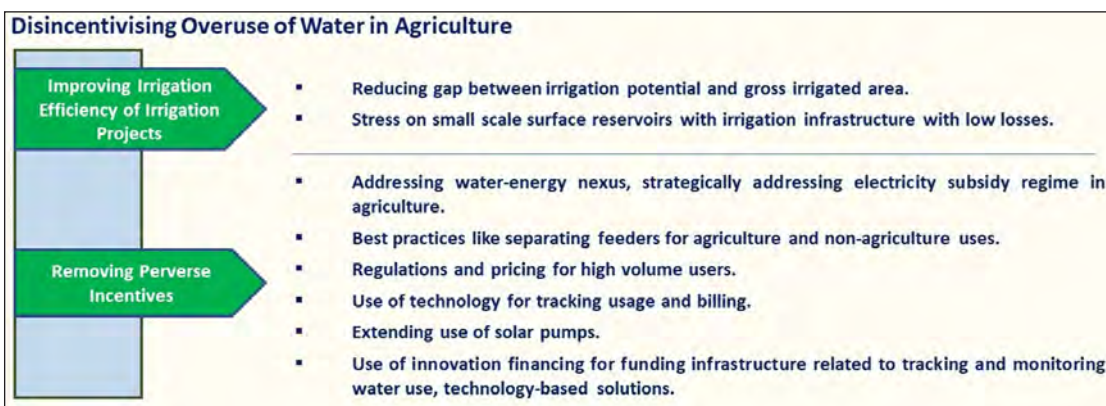 Disincentivising Overuse of Water in Agriculture
Improving Irrigation
Efficiency of Irrigation
Projects
▪ Reducing gap between irrigation potential and gross irrigated area.
▪ Stress on small scale surface reservoirs with irrigation infrastructure with low losses.
Removing Perverse
Incentives
▪ Addressing water-energy nexus, strategically addressing electricity subsidy regime in
agriculture.
▪ Best practices like separating feeders for agriculture and non-agriculture uses.
▪ Regulations and pricing for high volume users.
▪ Use of technology for tracking usage and billing.
▪ Extending use of solar pumps.
▪ Use of innovation financing for funding infrastructure related to tracking and monitoring
water use, technology-based solutions.